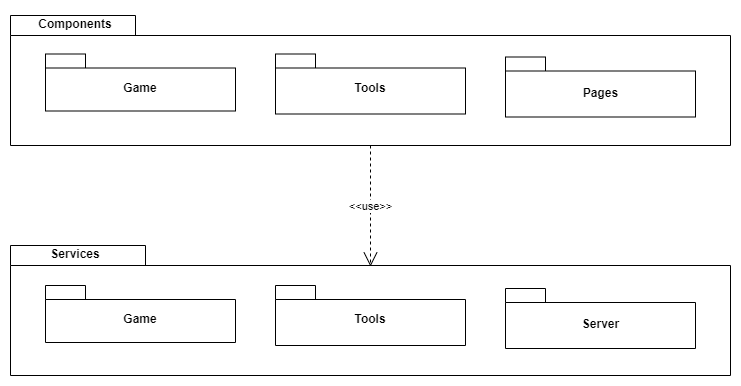 Components
Game
Tools
Pages
<<use>>
Services
Game
Tools
Server